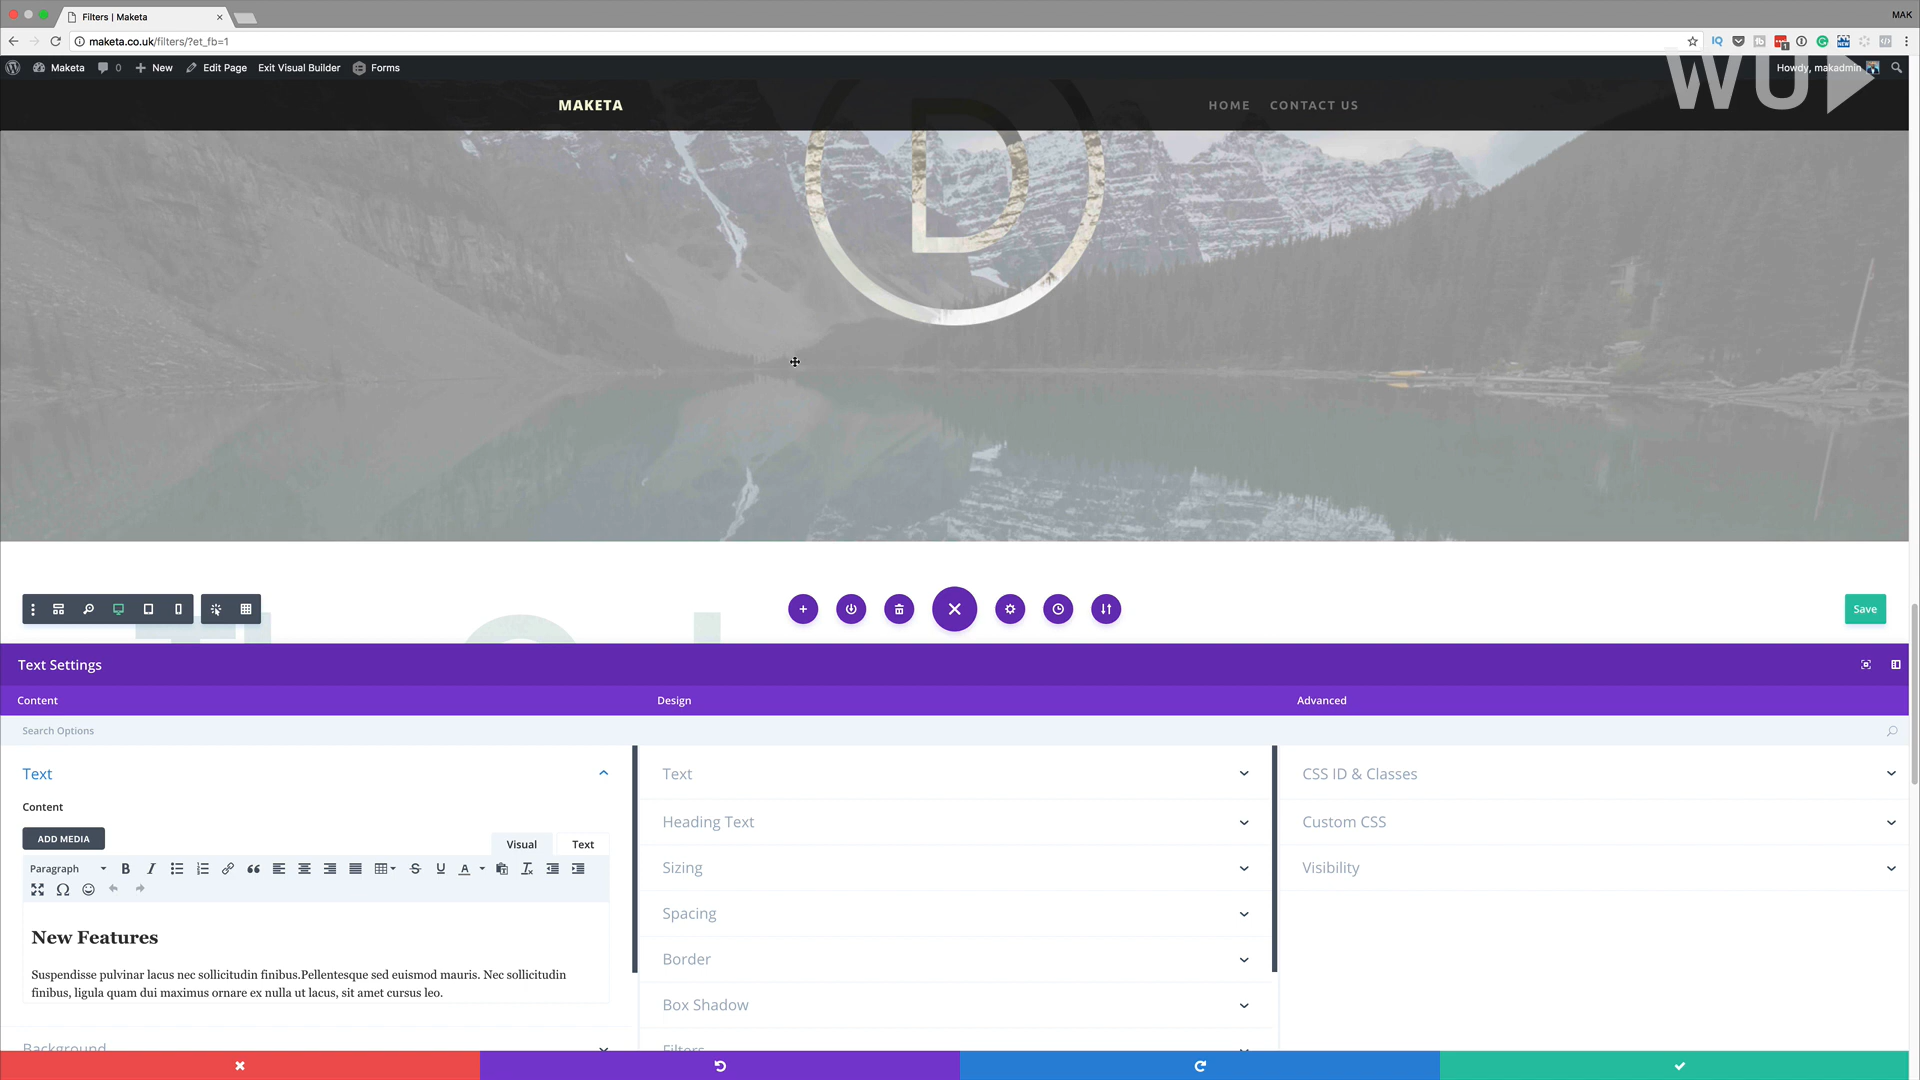 Filters | Maketa
MAK
maketa.co.uk/filters/?et_fb=1
Maketa 0 New Edit Page Exit Visual Builder Forms
Howdy, makadmin
WU
MAKETA
HOME CONTACT US
D
Save
Text Settings
Content Design Advanced
Search Options
Text
Content
ADD MEDIA
Visual Text
Paragraph
New Features
Suspendisse pulvinar lacus nec sollicitudin finibus.Pellentesque sed euismod mauris. Nec sollicitudin
finibus, ligula quam dui maximus ornare ex nulla ut lacus, sit amet cursus leo.
Background
Text
Heading Text
Sizing
Spacing
Border
Box Shadow
Filters
CSS ID & Classes
Custom CSS
Visibility